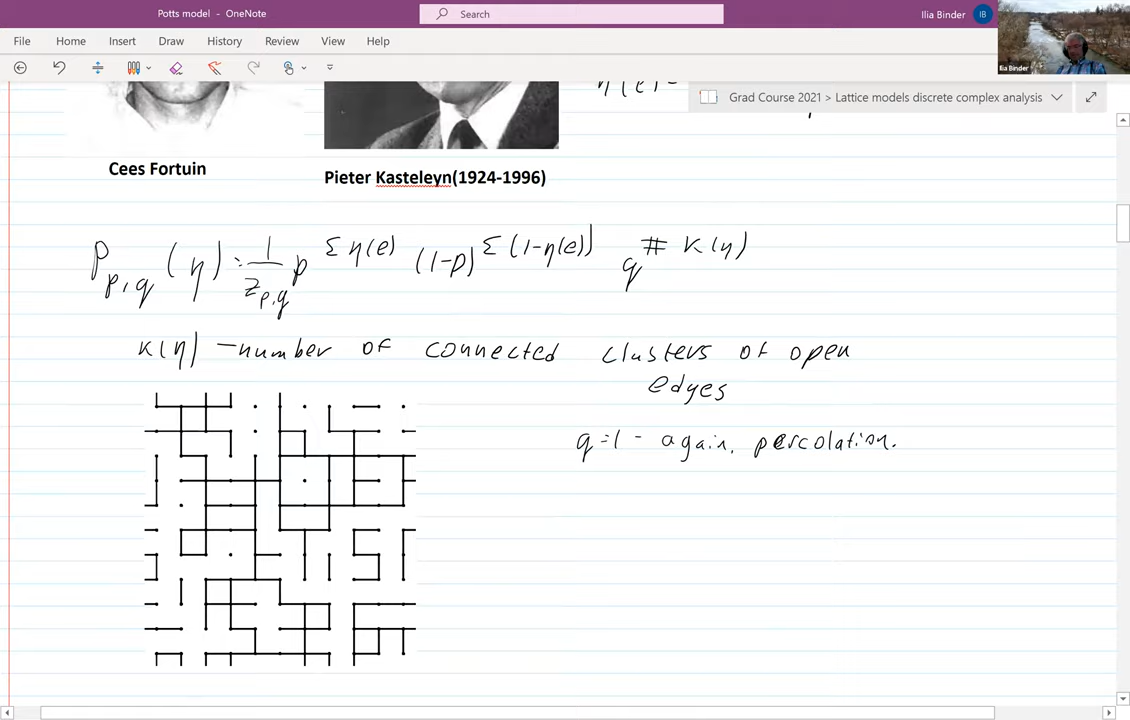 Potts model - OneNote
Search
Ilia Binder
IB
File Home Insert Draw History Review View Help
Ilia Binder
Grad Course 2021 > Lattice models discrete complex analysis
η(e)=
Cees Fortuin
Pieter Kasteleyn(1924-1996)
P_{p,q}(η) = 1/Z_{p,q} p^{Σ η(e)} (1-p)^{Σ(1-η(e))} q^{# K(η)}
K(η) - number of connected clusters of open
edges
q=1 - again, percolation.